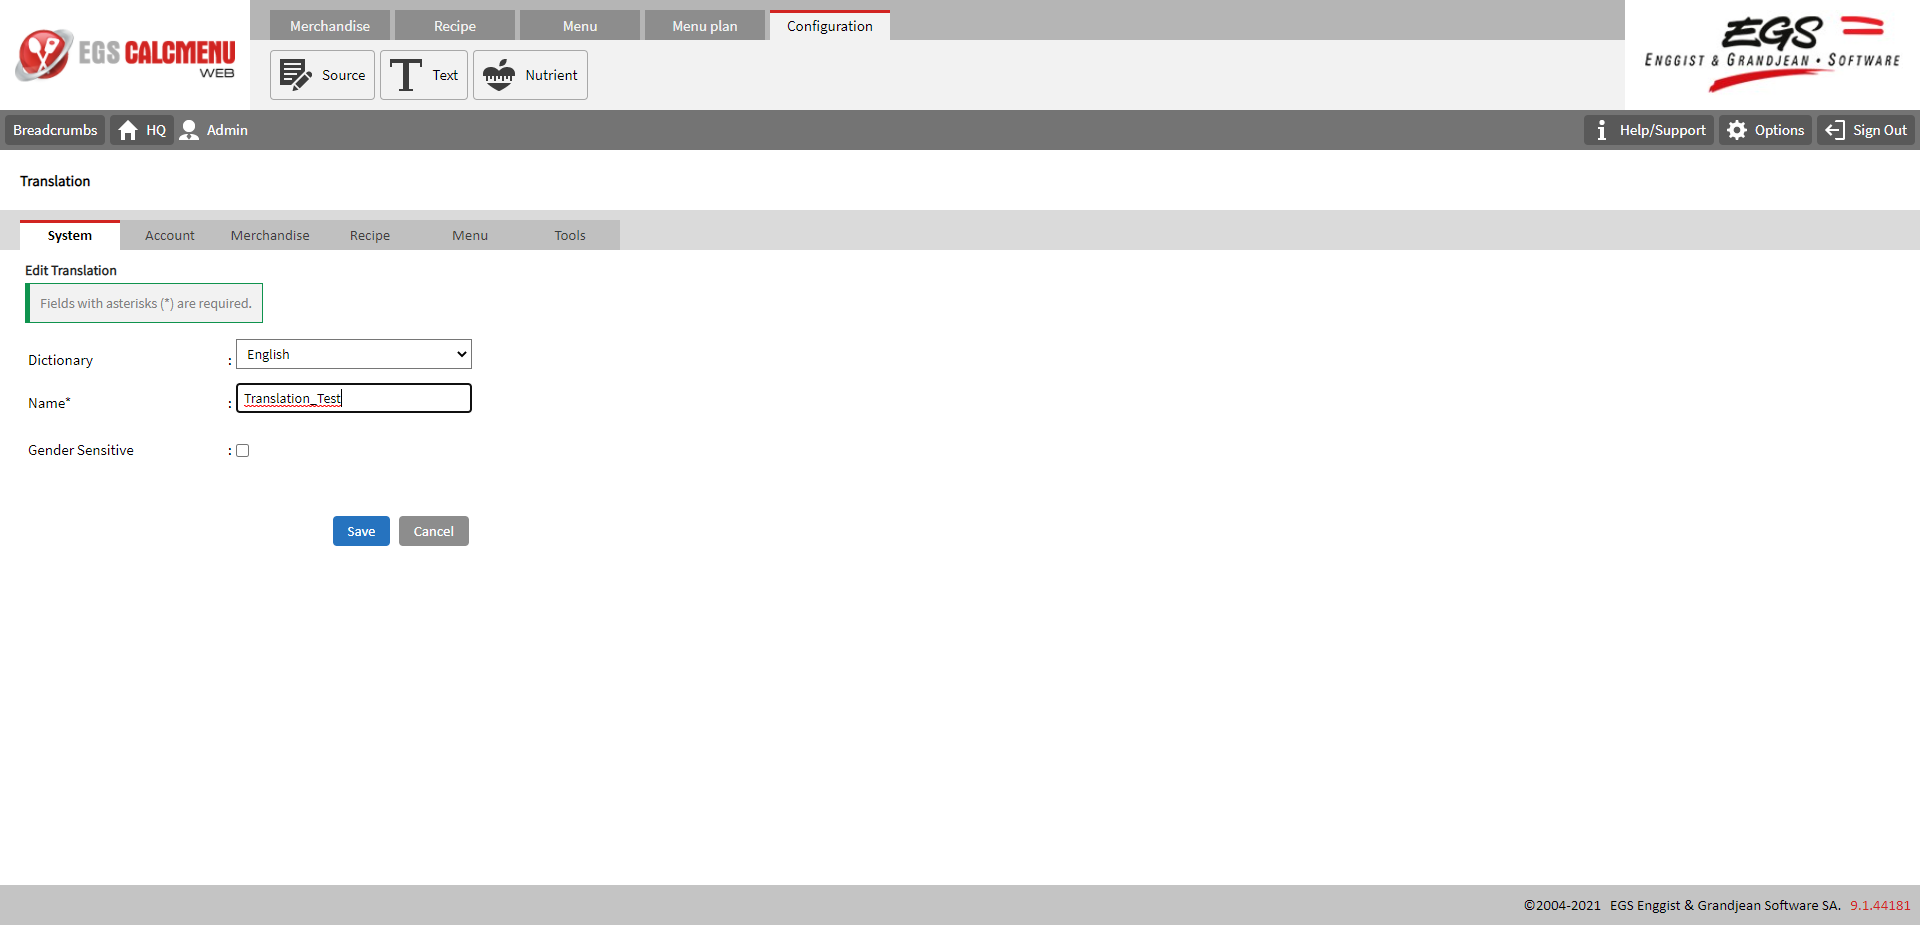 EGS CALCMENU
WEB
Merchandise Recipe Menu Menu plan Configuration
Source Text Nutrient
EGS
ENGGIST & GRANDJEAN • SOFTWARE
Breadcrumbs HQ Admin Help/Support Options Sign Out
Translation
System Account Merchandise Recipe Menu Tools
Edit Translation
Fields with asterisks (*) are required.
Dictionary : English
Name* : Translation_Test
Gender Sensitive :
Save Cancel
©2004-2021 EGS Enggist & Grandjean Software SA. 9.1.44181